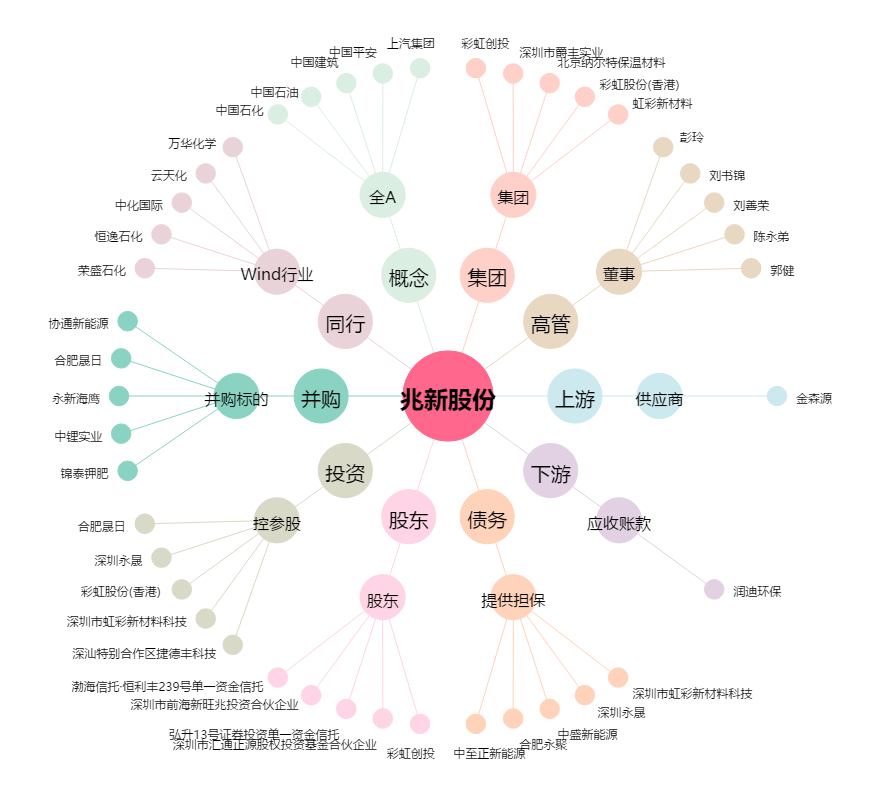 上汽集团
中国平安
中国建筑
中国石油
中国石化
全A
概念
彩虹创投
深圳市爵丰实业
北京纳尔特保温材料
彩虹股份(香港)
虹彩新材料
集团
集团
万华化学
云天化
中化国际
恒逸石化
荣盛石化
Wind行业
同行
彭玲
刘书锦
刘善荣
陈永弟
郭健
董事
高管
协通新能源
合肥晟日
永新海鹰
中锂实业
锦泰钾肥
并购标的
并购
兆新股份
上游
供应商
金森源
投资
控参股
合肥晟日
深圳永晟
彩虹股份(香港)
深圳市虹彩新材料科技
深汕特别合作区捷德丰科技
下游
应收账款
润迪环保
股东
股东
渤海信托·恒利丰239号单一资金信托
深圳市前海新旺兆投资合伙企业
弘升13号证券投资单一资金信托
深圳市汇通正源股权投资基金合伙企业
彩虹创投
债务
提供担保
深圳市虹彩新材料科技
深圳永晟
中盛新能源
合肥永聚
中至正新能源